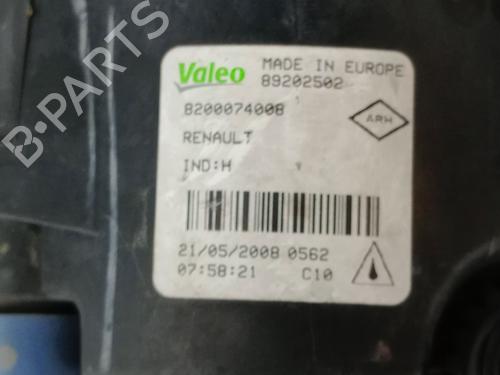 Valeo MADE IN EUROPE
89202502
8200074008
ARH
RENAULT
IND:H
21/05/2008 0562
07:58:21 C10
B-PARTS